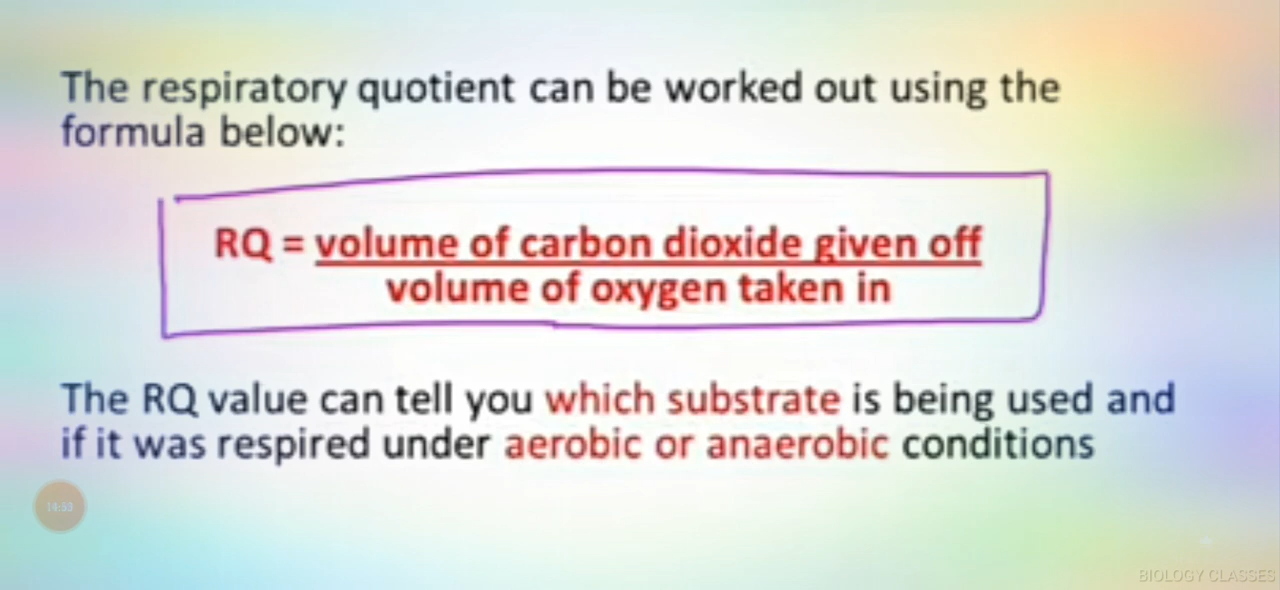 The respiratory quotient can be worked out using the
formula below:
RQ = volume of carbon dioxide given off
volume of oxygen taken in
The RQ value can tell you which substrate is being used and
if it was respired under aerobic or anaerobic conditions
BIOLOGY CLASSES